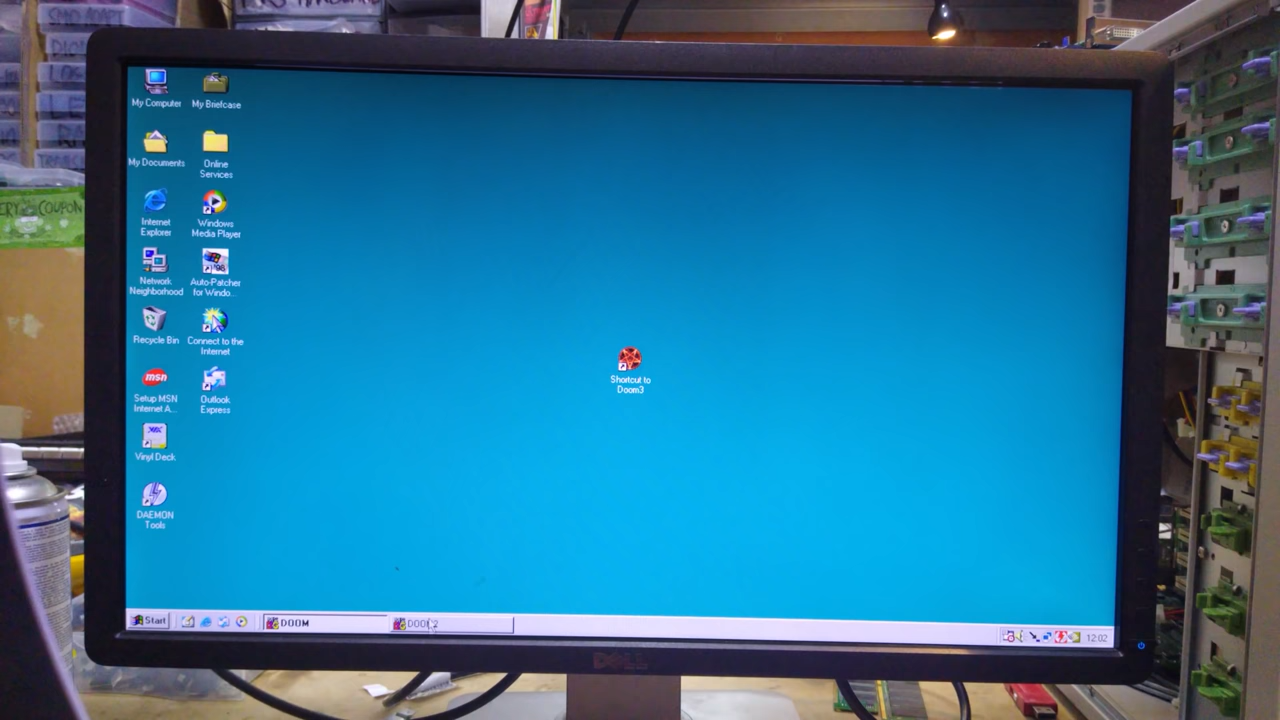 My Computer
My Briefcase
My Documents
Online
Services
Internet
Explorer
Windows
Media Player
Network
Neighborhood
'98
Auto-Patcher
for Windo...
Recycle Bin
Connect to the
Internet
msn
Setup MSN
Internet A...
Outlook
Express
Vinyl Deck
DAEMON
Tools
Shortcut to
Doom3
Start
DOOM
12:02
DELL
COUPON